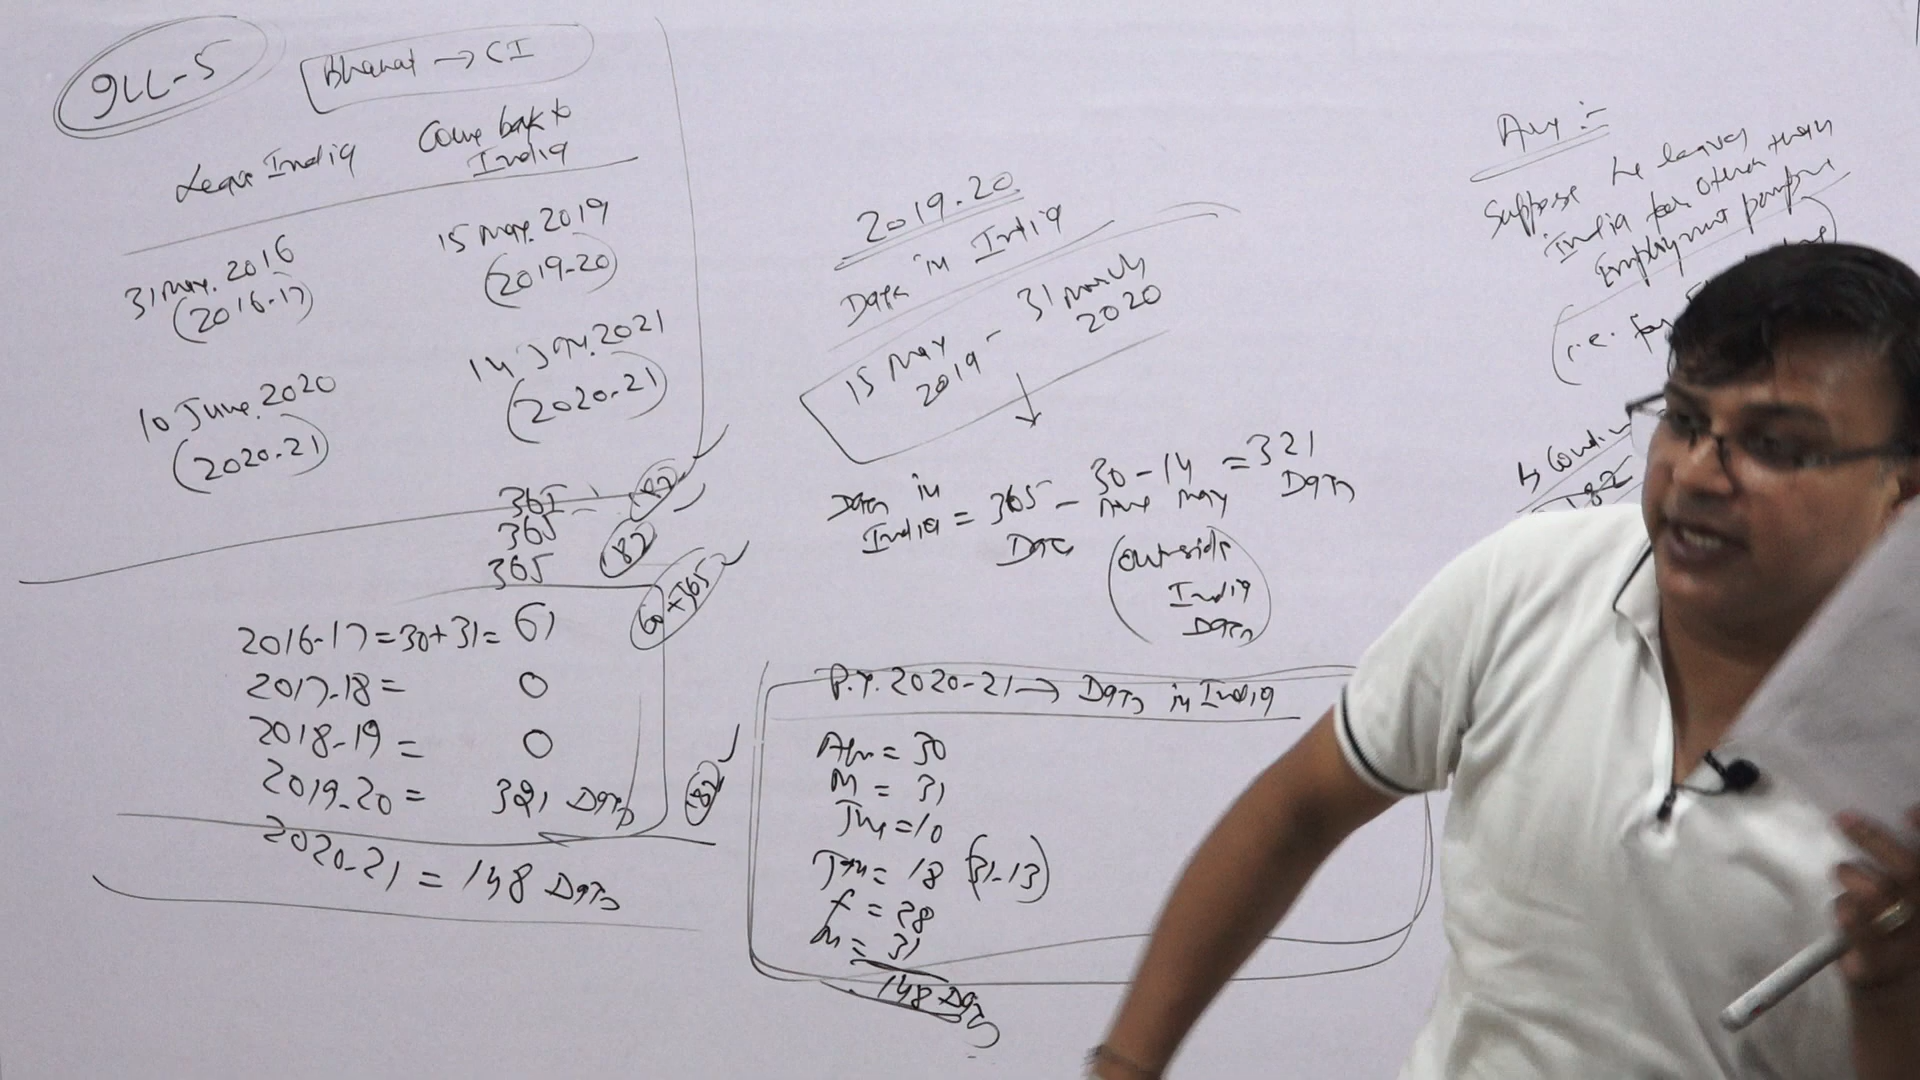 ILL-5
Bharat → CI
Leave India
Come back to
India
31 May. 2016
(2016-17)
15 May. 2019
(2019-20)
10 June. 2020
(2020-21)
14 Jan. 2021
(2020-21)
365
365
365
182
182
60+365
2016-17 = 30+31 = 61
2017-18 = 0
2018-19 = 0
2019-20 = 321 Days
182
2020-21 = 148 Days
2019-20
Days in India
15 May 2019 - 31 March 2020
Days in India = 365 Days - 30 - 14 May = 321 Days
(Outside
India
Days)
P.Y. 2020-21 → Days in India
Apr = 30
M = 31
Jun = 10
Jan = 18 (31-13)
F = 28
M = 31
148 Days
Ans :-
Suppose he leaves
India for other than
Employment purpose
(i.e. for
182